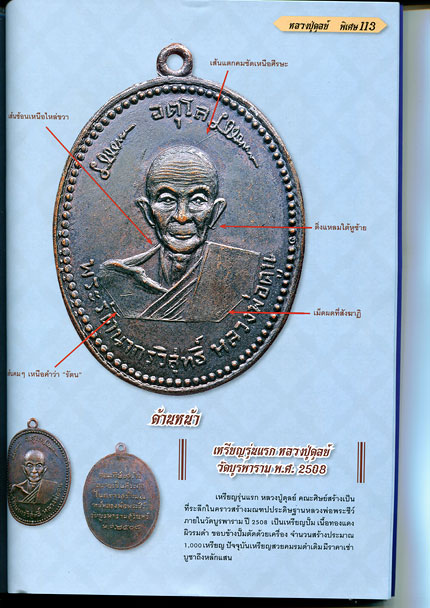 หลวงปู่ดุลย์ พิเศษ 113
เส้นแตกคมชัดเหนือศีรษะ
เส้นซ้อนเหนือไหล่ขวา
อตุโล
ติ่งแหลมใต้หูซ้าย
พระรัตนากรวิสุทธิ์ หลวงพ่อดุลย์
เม็ดผดที่สังฆาฏิ
เหนือคำว่า "รัตน"
ด้านหน้า
เหรียญรุ่นแรก หลวงปู่ดุลย์
วัดบูรพาราม พ.ศ. 2508
เหรียญรุ่นแรก หลวงปู่ดุลย์ คณะศิษย์สร้างเป็น
ที่ระลึกในคราวสร้างมณฑปประดิษฐานหลวงพ่อพระชีว์
ภายในวัดบูรพาราม ปี 2508 เป็นเหรียญปั๊ม เนื้อทองแดง
ผิวรมดำ ขอบข้างปั๊มตัดด้วยเครื่อง จำนวนสร้างประมาณ
1,000 เหรียญ ปัจจุบันเหรียญสวยคมรมดำเดิม มีราคาเช่า
บูชาถึงหลักแสน